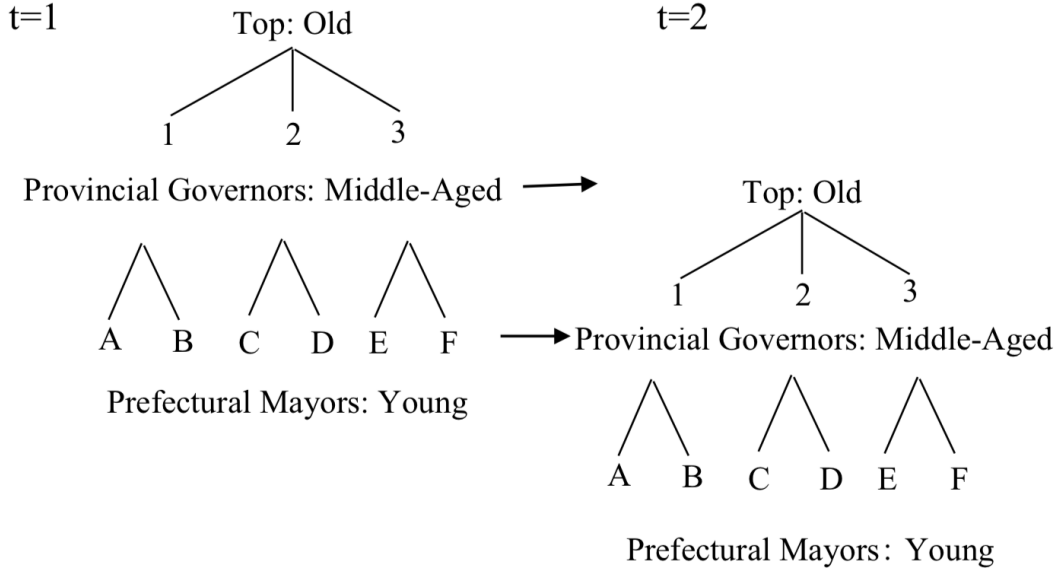 t=1
Top: Old
1 2 3
Provincial Governors: Middle-Aged
A B C D E F
Prefectural Mayors: Young
t=2
Top: Old
1 2 3
Provincial Governors: Middle-Aged
A B C D E F
Prefectural Mayors: Young